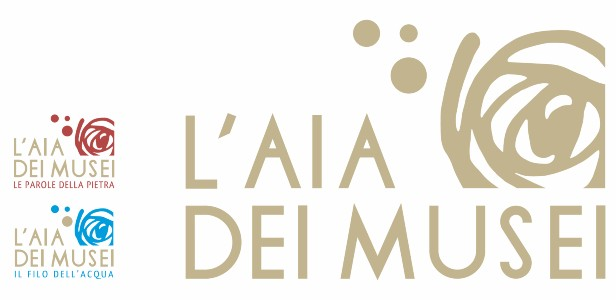 L'AIA
DEI MUSEI
LE PAROLE DELLA PIETRA
L'AIA
DEI MUSEI
IL FILO DELL'ACQUA
L'AIA
DEI MUSEI